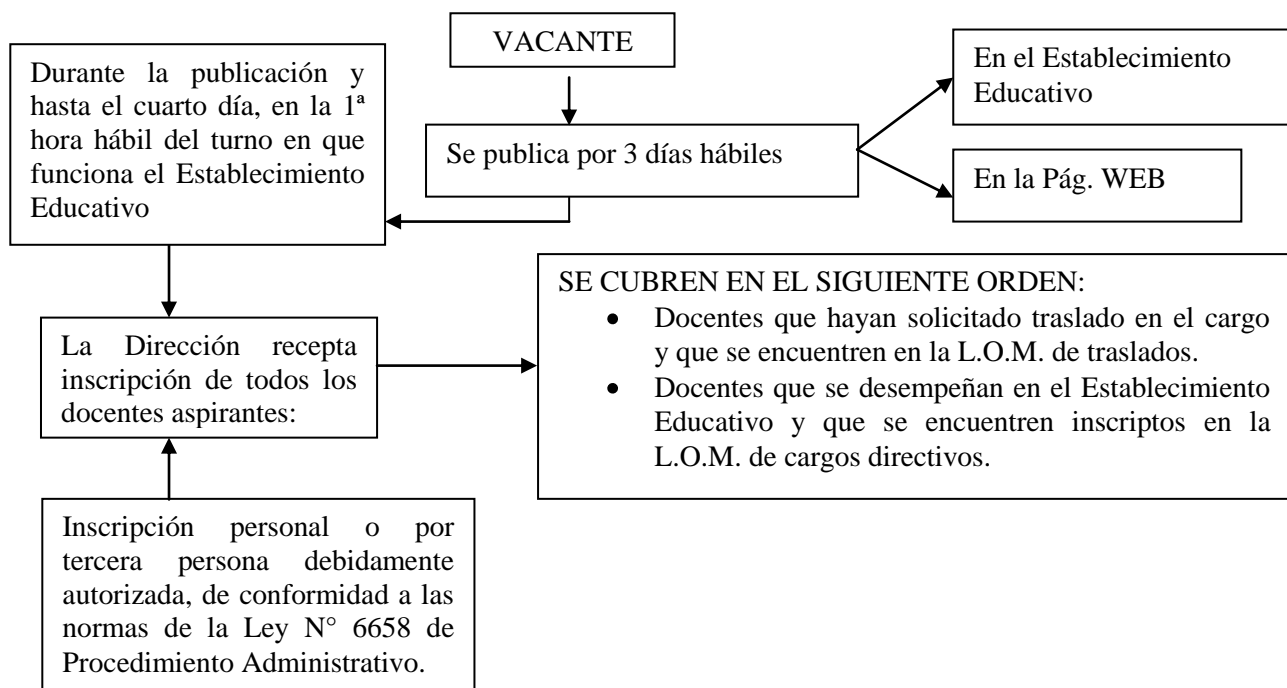 VACANTE
Se publica por 3 días hábiles
En el Establecimiento
Educativo
En la Pág. WEB
Durante la publicación y
hasta el cuarto día, en la 1ª
hora hábil del turno en que
funciona el Establecimiento
Educativo
La Dirección recepta
inscripción de todos los
docentes aspirantes:
SE CUBREN EN EL SIGUIENTE ORDEN:
• Docentes que hayan solicitado traslado en el cargo
y que se encuentren en la L.O.M. de traslados.
• Docentes que se desempeñan en el Establecimiento
Educativo y que se encuentren inscriptos en la
L.O.M. de cargos directivos.
Inscripción personal o por
tercera persona debidamente
autorizada, de conformidad a las
normas de la Ley N° 6658 de
Procedimiento Administrativo.